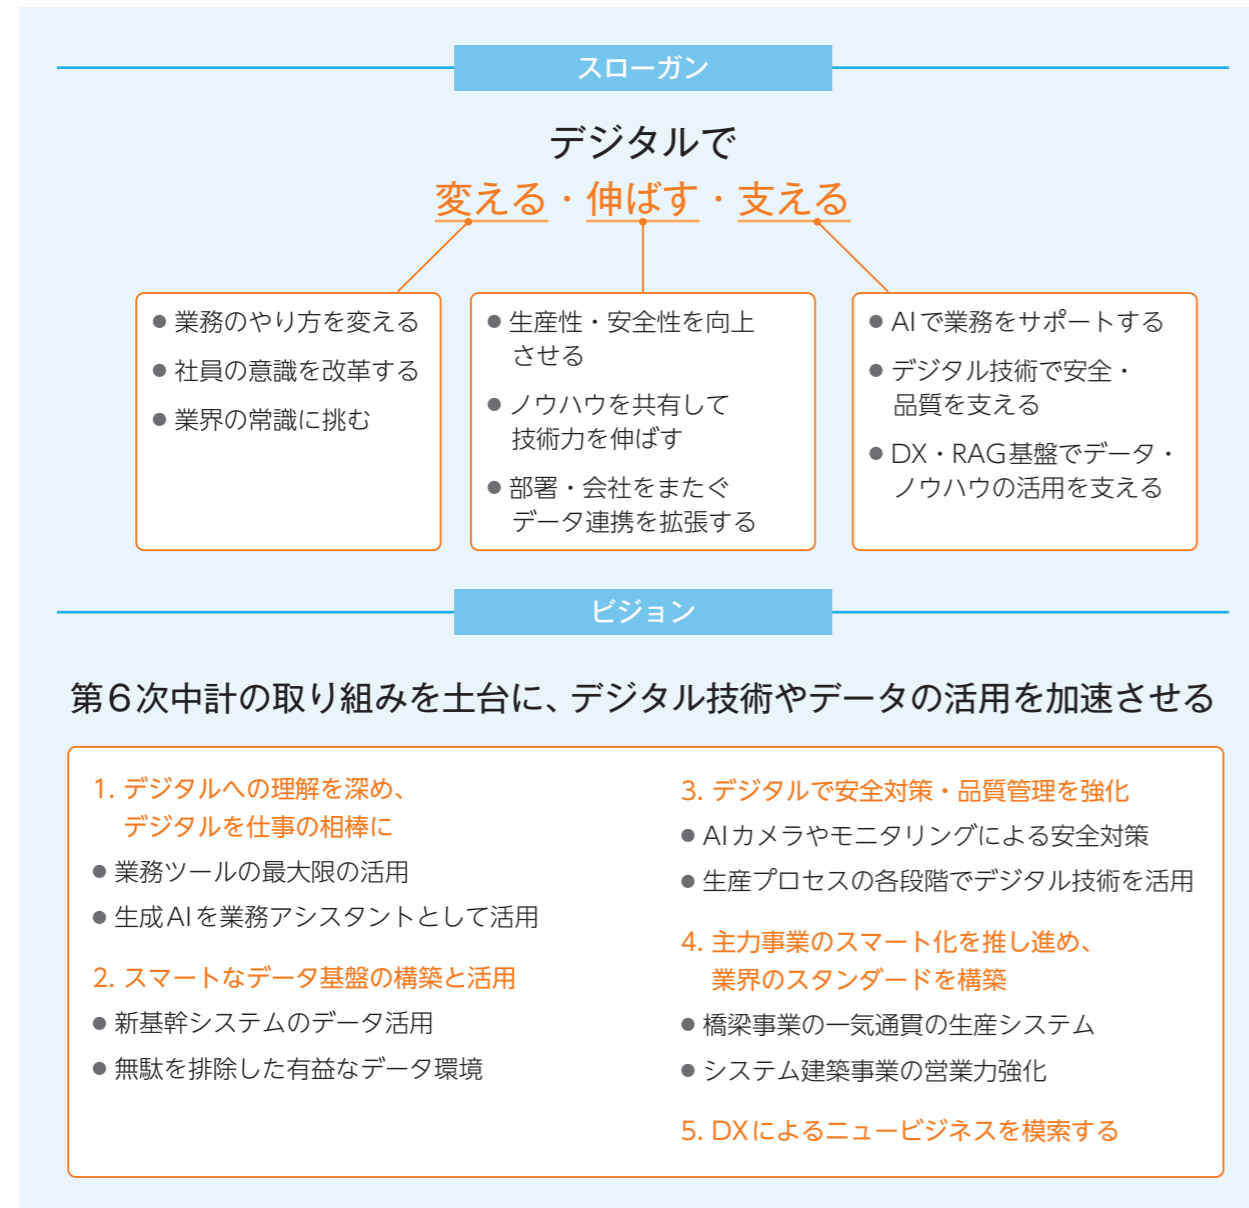 スローガン
デジタルで
変える・伸ばす・支える
● 業務のやり方を変える
● 社員の意識を改革する
● 業界の常識に挑む
● 生産性・安全性を向上
させる
● ノウハウを共有して
技術力を伸ばす
● 部署・会社をまたぐ
データ連携を拡張する
● AIで業務をサポートする
● デジタル技術で安全・
品質を支える
● DX・RAG基盤でデータ・
ノウハウの活用を支える
ビジョン
第6次中計の取り組みを土台に、デジタル技術やデータの活用を加速させる
1. デジタルへの理解を深め、
デジタルを仕事の相棒に
● 業務ツールの最大限の活用
● 生成AIを業務アシスタントとして活用
2. スマートなデータ基盤の構築と活用
● 新基幹システムのデータ活用
● 無駄を排除した有益なデータ環境
3. デジタルで安全対策・品質管理を強化
● AIカメラやモニタリングによる安全対策
● 生産プロセスの各段階でデジタル技術を活用
4. 主力事業のスマート化を推し進め、
業界のスタンダードを構築
● 橋梁事業の一気通貫の生産システム
● システム建築事業の営業力強化
5. DXによるニュービジネスを模索する